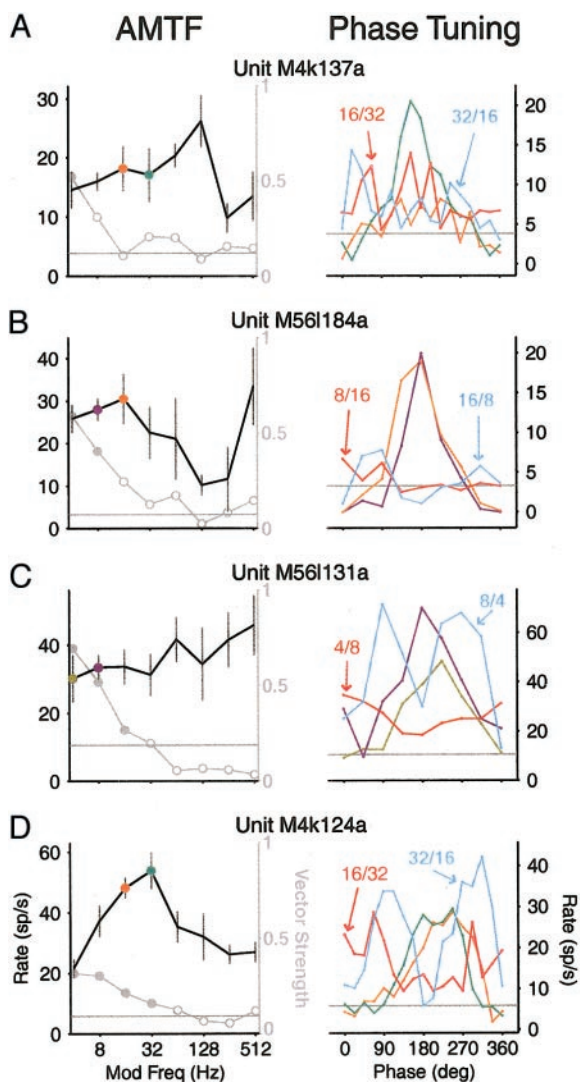 A AMTF Phase Tuning
Unit M4k137a
30 1 20
16/32 32/16
20 0.5 15
10
10 5
0 0 0
B Unit M56l184a
40 1 20
8/16 16/8
30 15
20 0.5 10
10 5
0 0 0
C Unit M56l131a
1 8/4
40 4/8 60
0.5 40
20 20
0 0 0
D Unit M4k124a
60 1 32/16 40
16/32
40 0.5 30
20 20
10
0 0 0
Rate (sp/s) Vector Strength Rate (sp/s)
8 32 128 512 0 90 180 270 360
Mod Freq (Hz) Phase (deg)